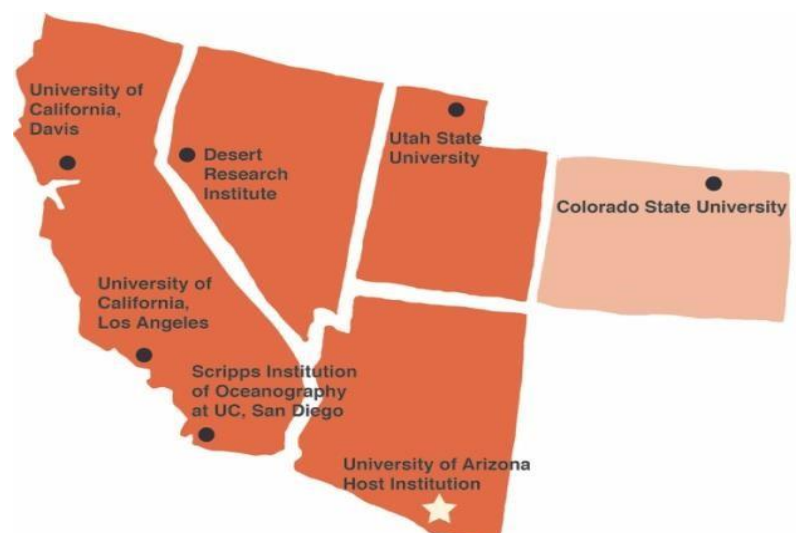 University of
California,
Davis
Desert
Research
Institute
Utah State
University
Colorado State University
University of
California,
Los Angeles
Scripps Institution
of Oceanography
at UC, San Diego
University of Arizona
Host Institution